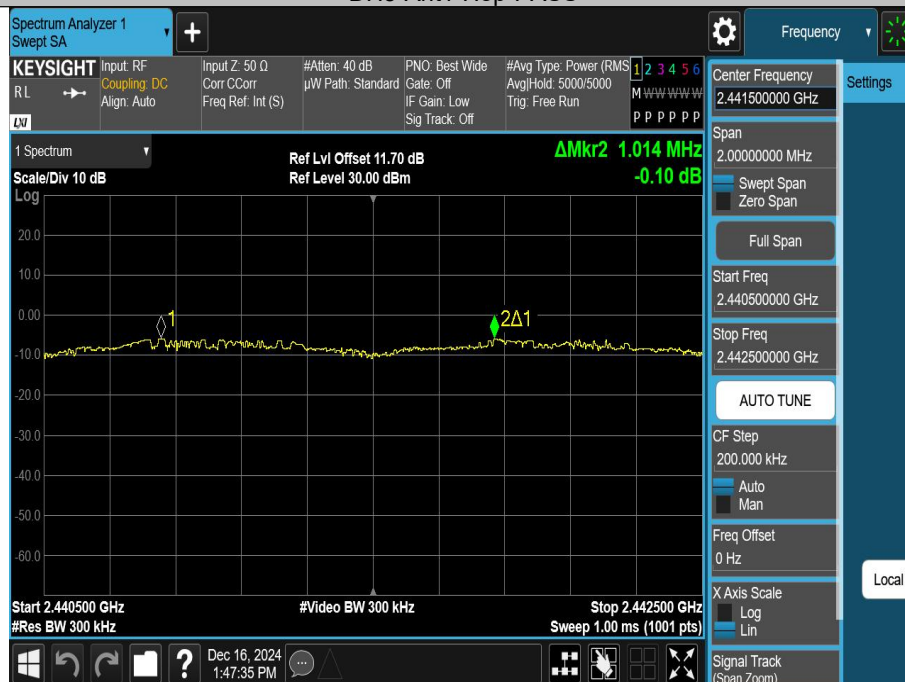 Spectrum Analyzer 1
Swept SA
Frequency
KEYSIGHT
RL
LXI
Input: RF
Coupling: DC
Align: Auto
Input Z: 50 Ω
Corr CCorr
Freq Ref: Int (S)
#Atten: 40 dB
µW Path: Standard
PNO: Best Wide
Gate: Off
IF Gain: Low
Sig Track: Off
#Avg Type: Power (RMS
Avg|Hold: 5000/5000
Trig: Free Run
1 2 3 4 5 6
M W W W W W
P P P P P P
Center Frequency
2.441500000 GHz
Settings
1 Spectrum
Scale/Div 10 dB
Ref Lvl Offset 11.70 dB
Ref Level 30.00 dBm
ΔMkr2 1.014 MHz
-0.10 dB
Log
20.0
10.0
0.00
-10.0
-20.0
-30.0
-40.0
-50.0
-60.0
1
2Δ1
Span
2.00000000 MHz
Swept Span
Zero Span
Full Span
Start Freq
2.440500000 GHz
Stop Freq
2.442500000 GHz
AUTO TUNE
CF Step
200.000 kHz
Auto
Man
Freq Offset
0 Hz
Local
X Axis Scale
Log
Lin
Signal Track
(Span Zoom)
Start 2.440500 GHz
#Res BW 300 kHz
#Video BW 300 kHz
Stop 2.442500 GHz
Sweep 1.00 ms (1001 pts)
Dec 16, 2024
1:47:35 PM